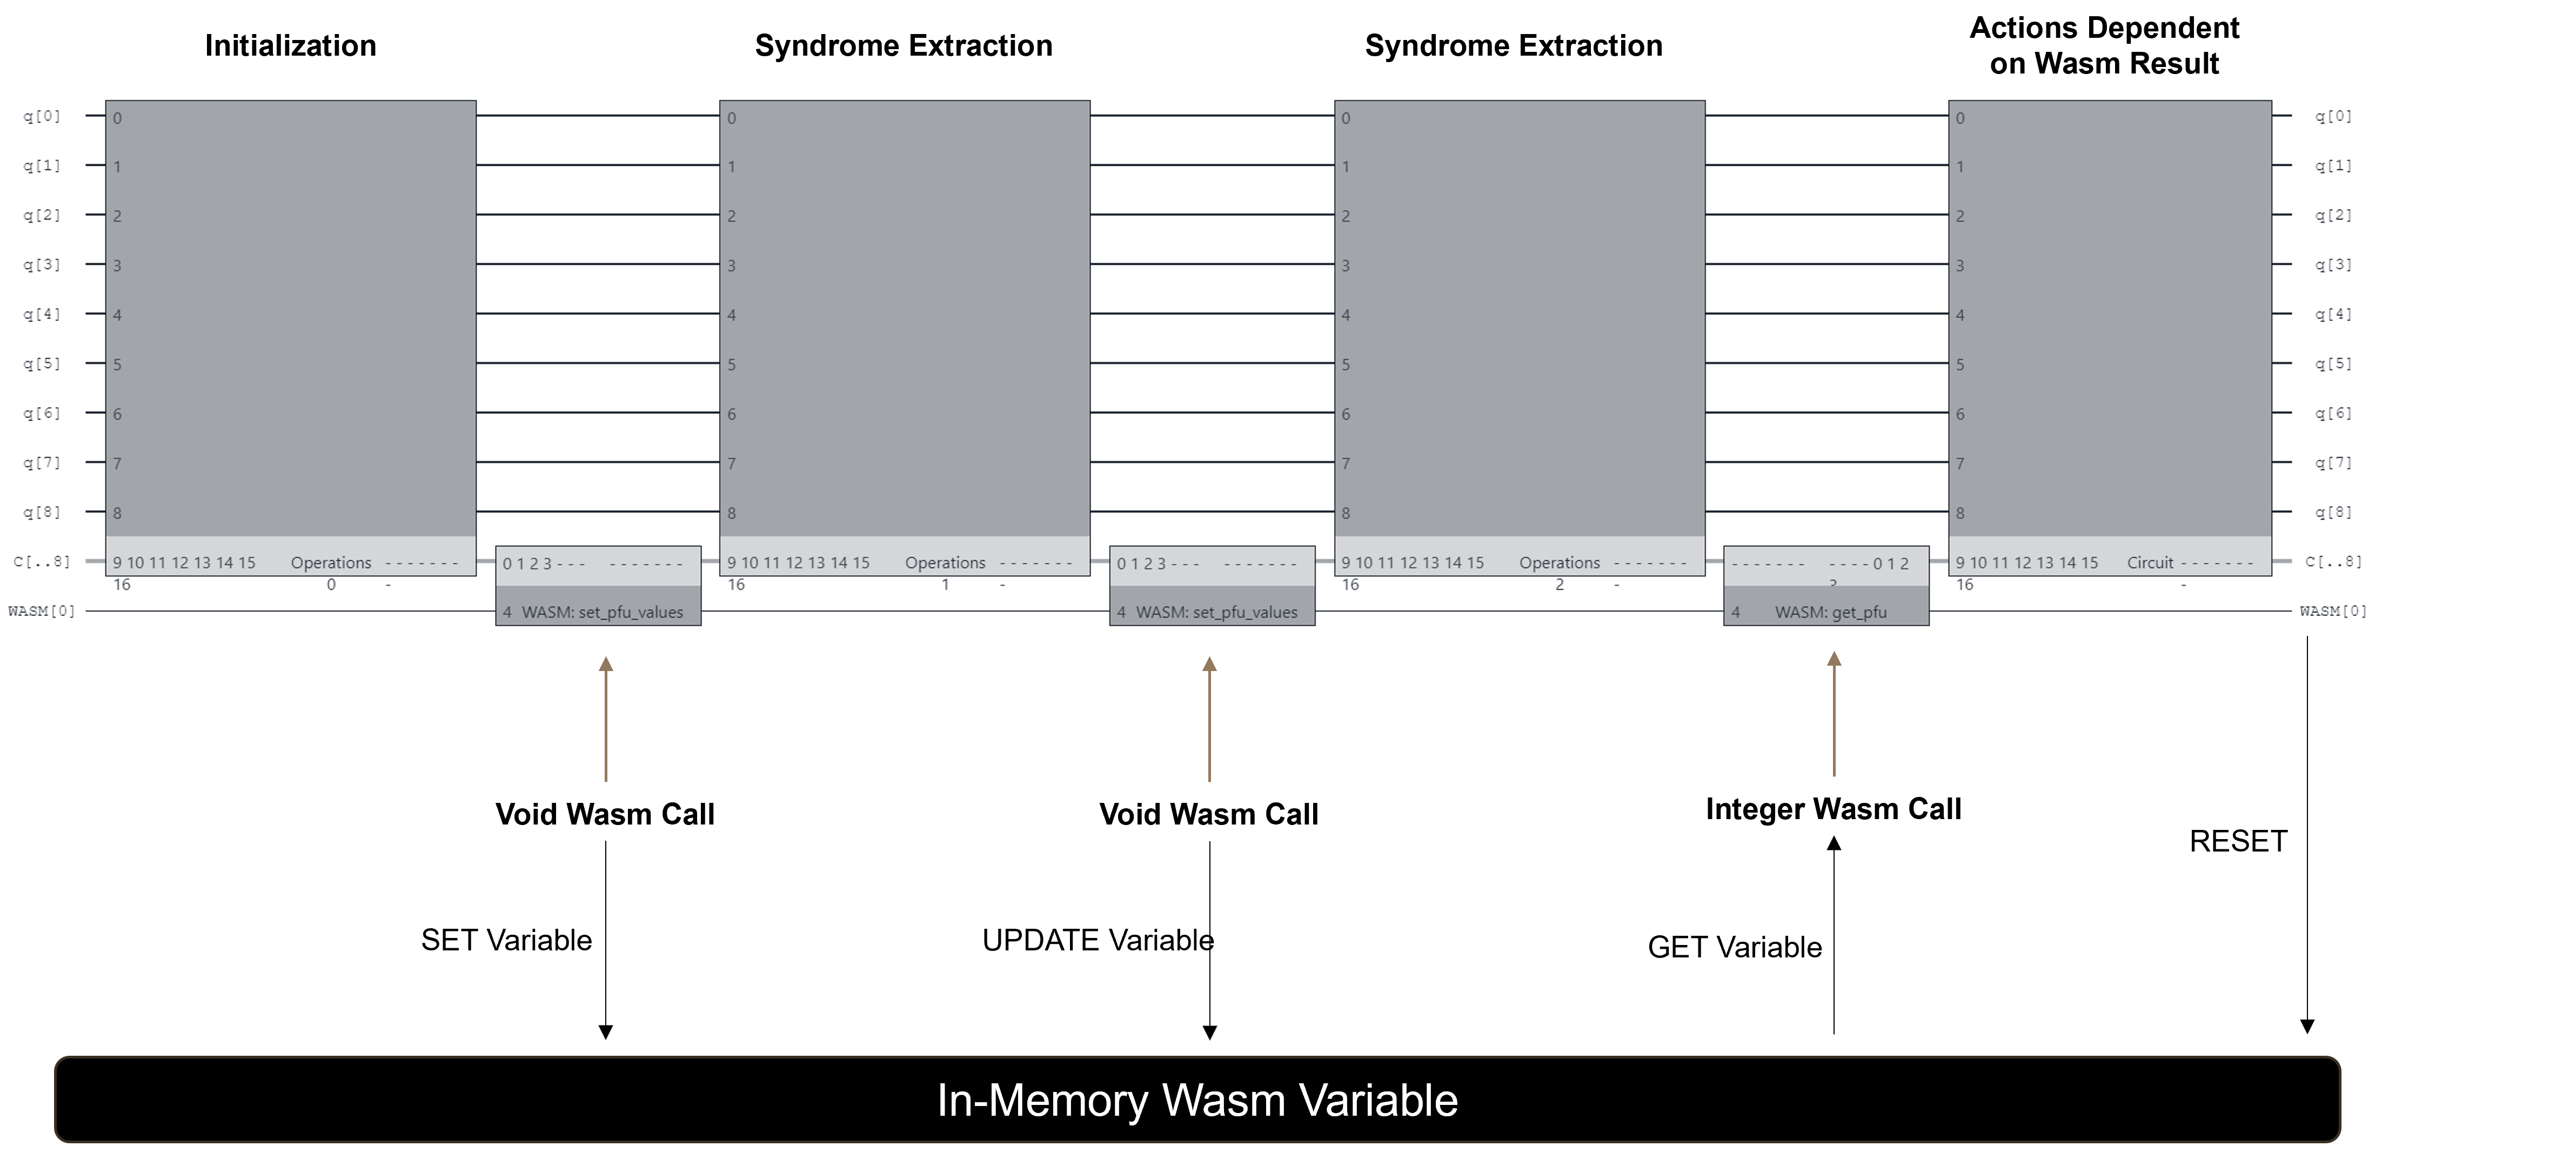 Initialization
Syndrome Extraction
Syndrome Extraction
Actions Dependent
on Wasm Result
q[0] 0 0 0 0 q[0]
q[1] 1 1 1 1 q[1]
q[2] 2 2 2 2 q[2]
q[3] 3 3 3 3 q[3]
q[4] 4 4 4 4 q[4]
q[5] 5 5 5 5 q[5]
q[6] 6 6 6 6 q[6]
q[7] 7 7 7 7 q[7]
q[8] 8 8 8 8 q[8]
C[..8] 9 10 11 12 13 14 15 Operations - - - - - - - 0 1 2 3 - - - - - - - - - - 9 10 11 12 13 14 15 Operations - - - - - - - 0 1 2 3 - - - - - - - - - - 9 10 11 12 13 14 15 Operations - - - - - - - - - - - - - - - - - - 0 1 2 9 10 11 12 13 14 15 Circuit - - - - - - - C[..8]
16 0 - 16 1 - 16 2 - 16 -
WASM[0] 4 WASM: set_pfu_values 4 WASM: set_pfu_values 4 WASM: get_pfu WASM[0]
Void Wasm Call
Void Wasm Call
Integer Wasm Call
RESET
SET Variable
UPDATE Variable
GET Variable
In-Memory Wasm Variable